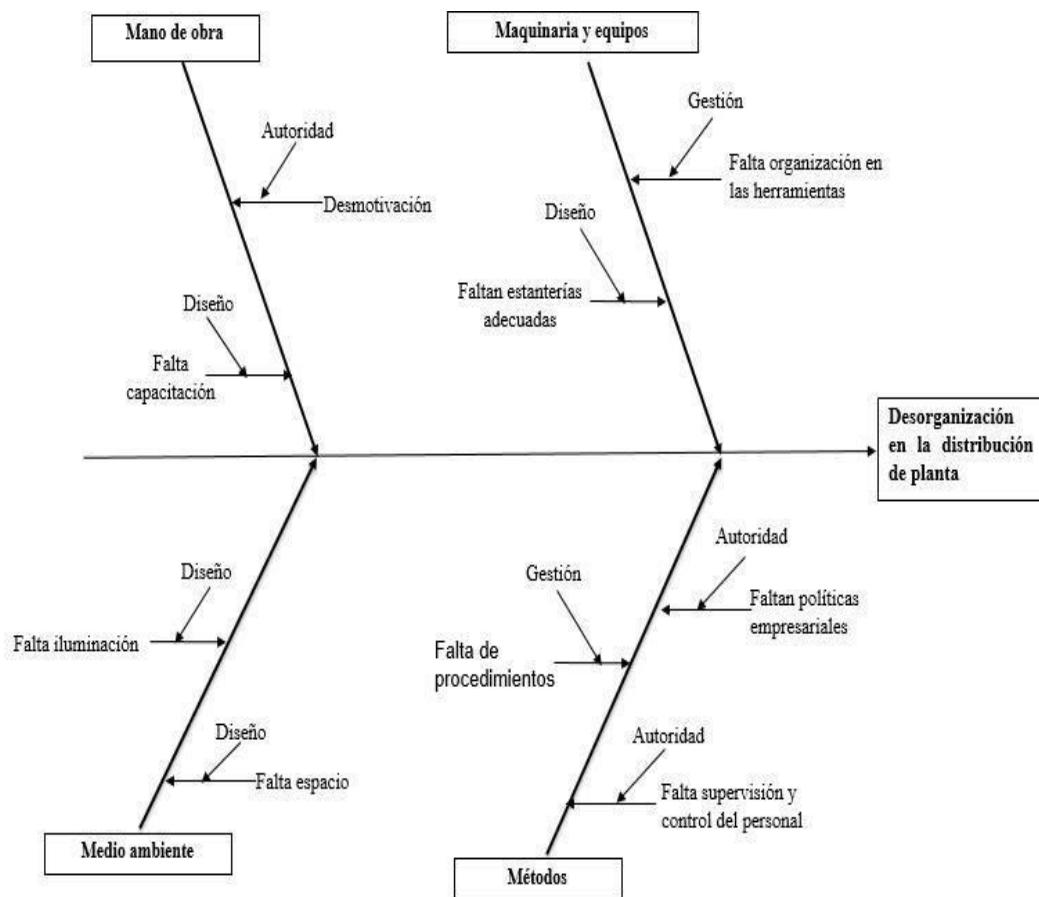 Mano de obra
Maquinaria y equipos
Gestión
Autoridad
Falta organización en
las herramientas
Desmotivación
Diseño
Faltan estanterías
adecuadas
Diseño
Falta
capacitación
Desorganización
en la distribución
de planta
Autoridad
Diseño
Gestión
Faltan políticas
empresariales
Falta iluminación
Falta de
procedimientos
Diseño
Autoridad
Falta espacio
Falta supervisión y
control del personal
Medio ambiente
Métodos